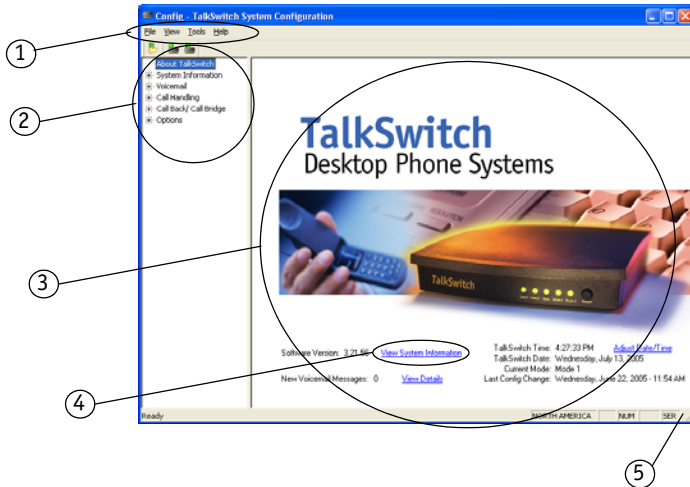 Config - TalkSwitch System Configuration
File View Tools Help
1
About TalkSwitch
System Information
Voicemail
Call Handling
Call Back/ Call Bridge
Options
2
TalkSwitch
Desktop Phone Systems
3
TalkSwitch
Software Version: 3.21.56 View System Information
TalkSwitch Time: 4:27:33 PM Adjust Date/Time
TalkSwitch Date: Wednesday, July 13, 2005
Current Mode: Mode 1
New Voicemail Messages: 0 View Details
Last Config Change: Wednesday, June 22, 2005 - 11:54 AM
4
Ready NORTH AMERICA NUM SER
5